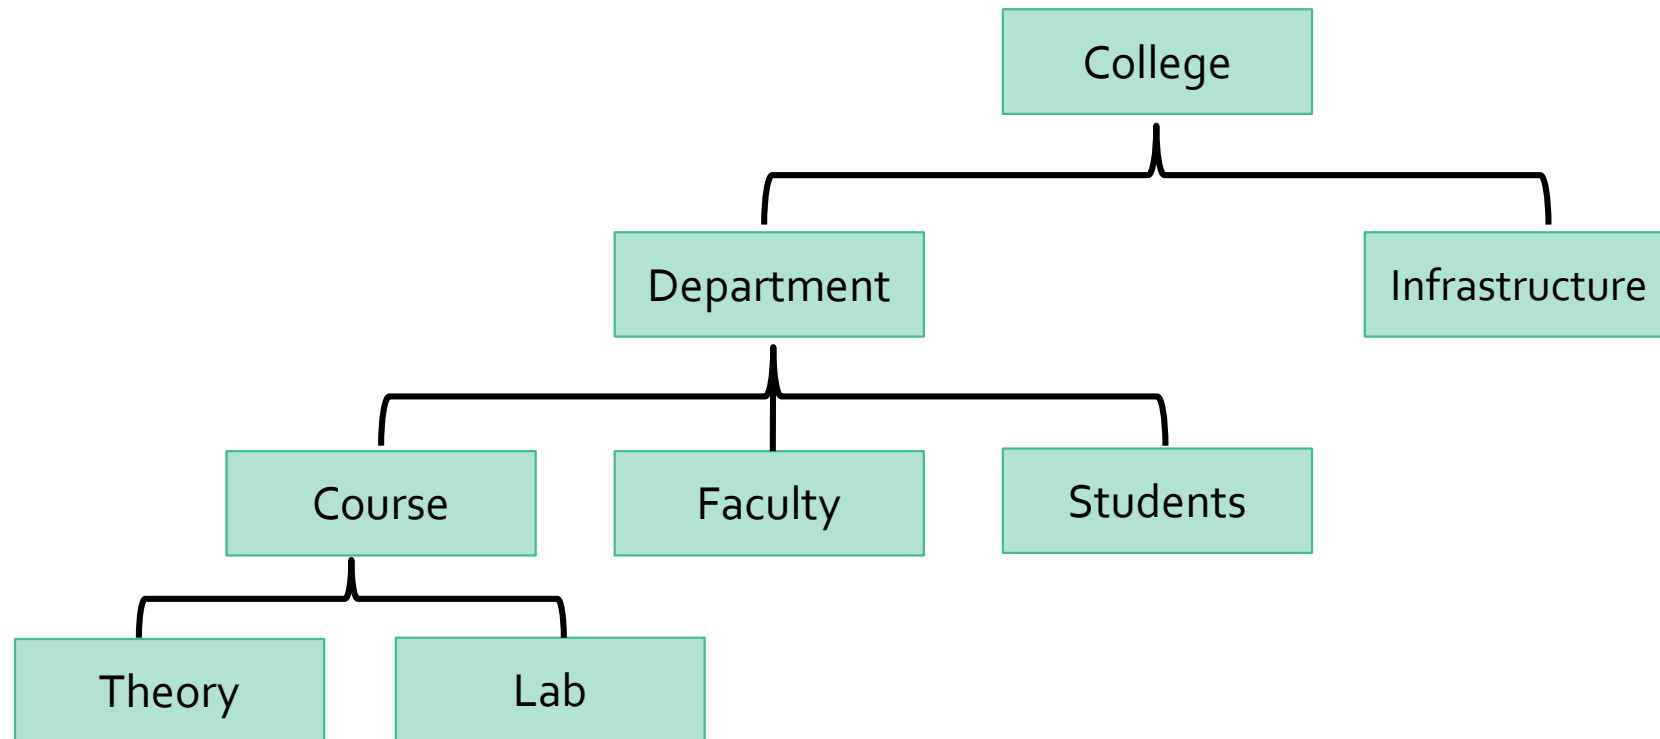 College
Department
Infrastructure
Course
Faculty
Students
Theory
Lab